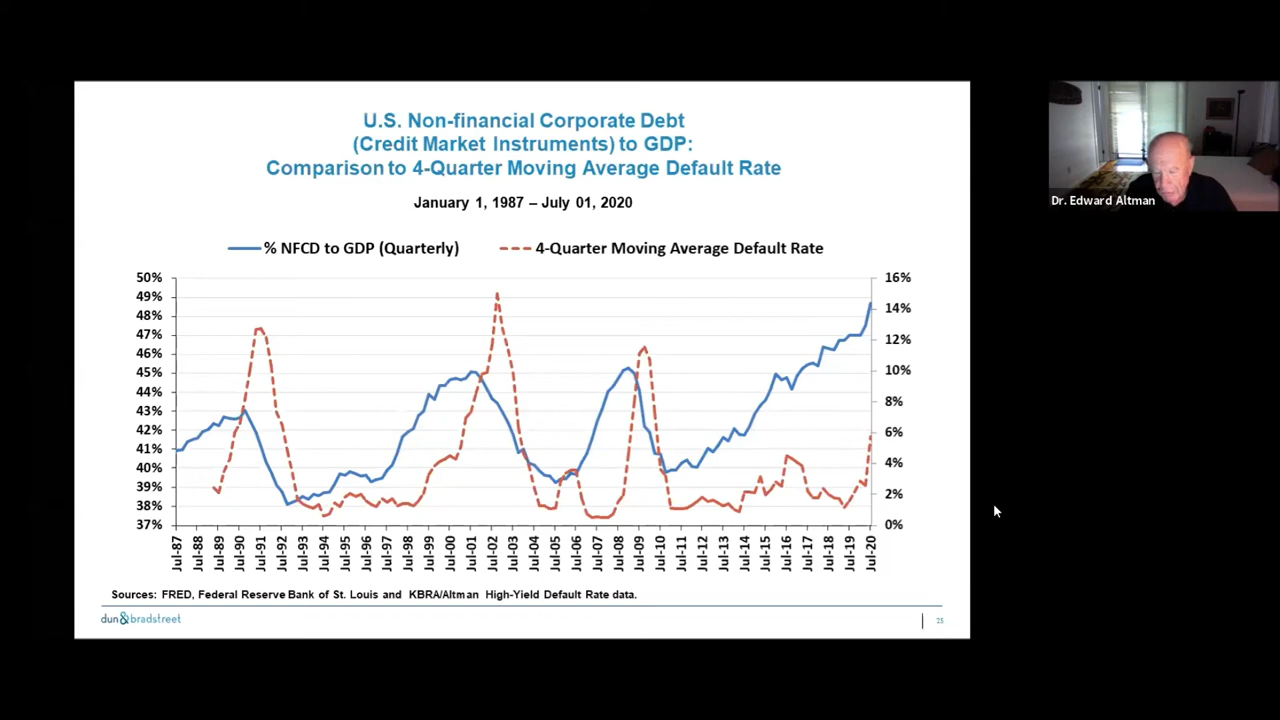 U.S. Non-financial Corporate Debt
(Credit Market Instruments) to GDP:
Comparison to 4-Quarter Moving Average Default Rate
January 1, 1987 – July 01, 2020
% NFCD to GDP (Quarterly)
4-Quarter Moving Average Default Rate
50%
49%
48%
47%
46%
45%
44%
43%
42%
41%
40%
39%
38%
37%
16%
14%
12%
10%
8%
6%
4%
2%
0%
Jul-87
Jul-88
Jul-89
Jul-90
Jul-91
Jul-92
Jul-93
Jul-94
Jul-95
Jul-96
Jul-97
Jul-98
Jul-99
Jul-00
Jul-01
Jul-02
Jul-03
Jul-04
Jul-05
Jul-06
Jul-07
Jul-08
Jul-09
Jul-10
Jul-11
Jul-12
Jul-13
Jul-14
Jul-15
Jul-16
Jul-17
Jul-18
Jul-19
Jul-20
Sources: FRED, Federal Reserve Bank of St. Louis and KBRA/Altman High-Yield Default Rate data.
dun&bradstreet
25
Dr. Edward Altman